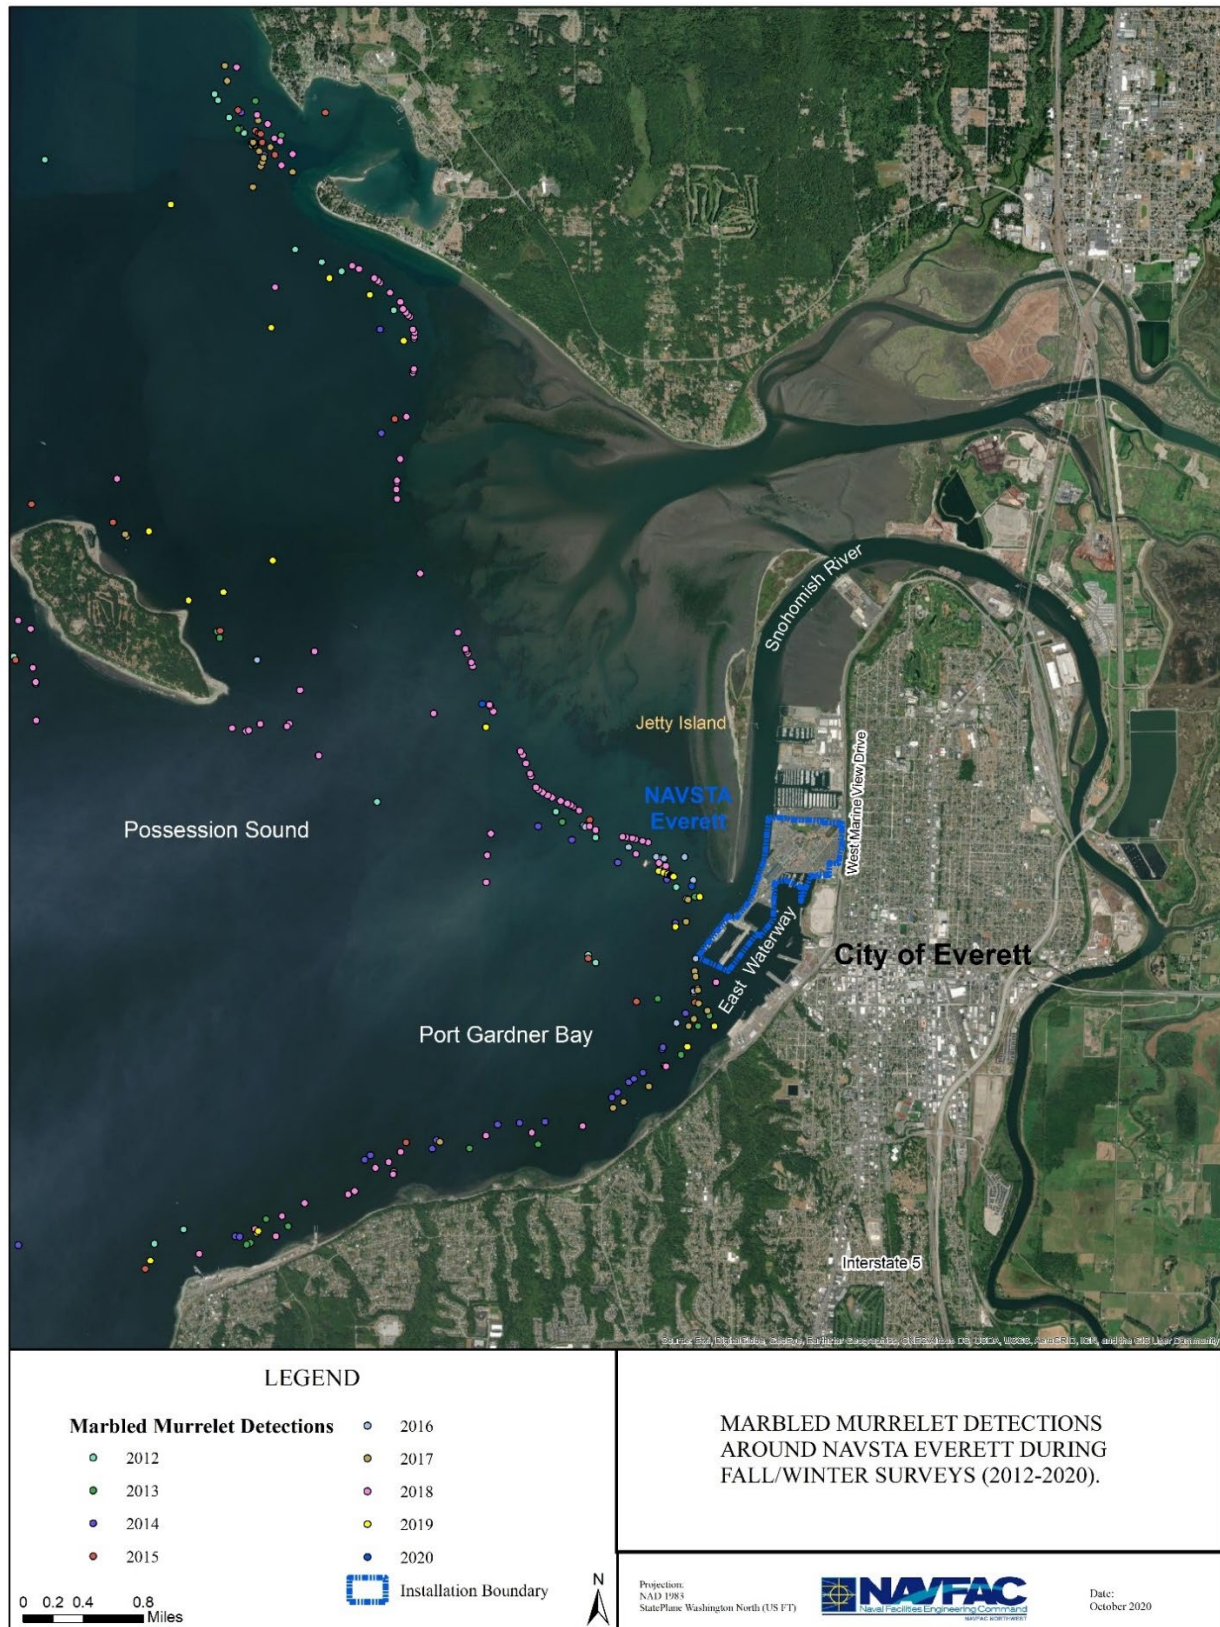 Snohomish River
Jetty Island
West Marine View Drive
NAVSTA
Everett
Possession Sound
East Waterway
City of Everett
Port Gardner Bay
Interstate 5
LEGEND
Marbled Murrelet Detections
2012
2013
2014
2015
2016
2017
2018
2019
2020
Installation Boundary
0 0.2 0.4 0.8
Miles
N
MARBLED MURRELET DETECTIONS
AROUND NAVSTA EVERETT DURING
FALL/WINTER SURVEYS (2012-2020).
Projection:
NAD 1983
StatePlane Washington North (US FT)
NAVFAC
Naval Facilities Engineering Command
NAVFAC NORTHWEST
Date:
October 2020